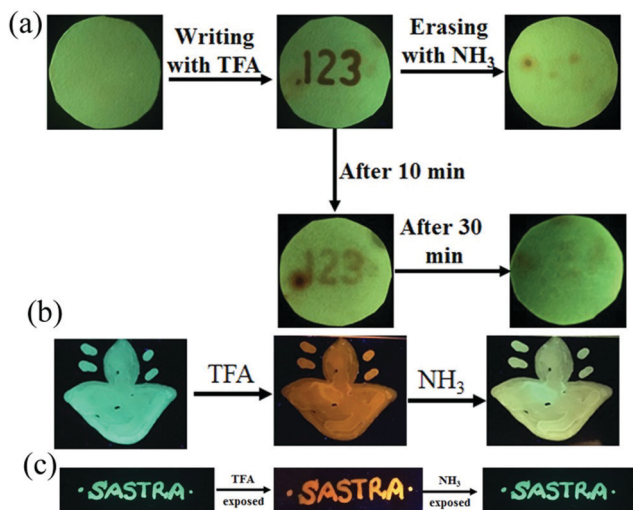 (a)
Writing
with TFA
.123
Erasing
with NH₃
After 10 min
123
After 30
min
(b)
TFA
NH₃
(c)
· SASTRA ·
TFA
exposed
· SASTRA ·
NH₃
exposed
· SASTRA ·